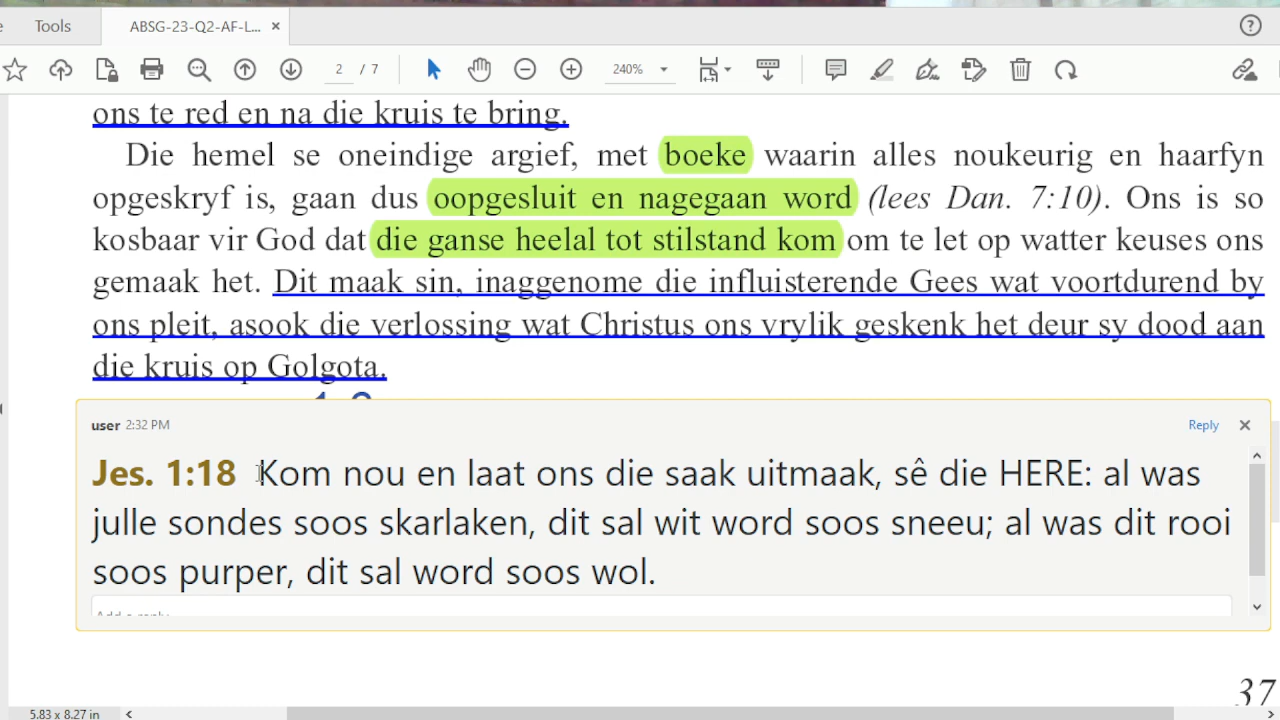 Tools
ABSG-23-Q2-AF-L... ×
2 / 7
240%
ons te red en na die kruis te bring.
Die hemel se oneindige argief, met boeke waarin alles noukeurig en haarfyn
opgeskryf is, gaan dus oopgesluit en nagegaan word (lees Dan. 7:10). Ons is so
kosbaar vir God dat die ganse heelal tot stilstand kom om te let op watter keuses ons
gemaak het. Dit maak sin, inaggenome die influisterende Gees wat voortdurend by
ons pleit, asook die verlossing wat Christus ons vrylik geskenk het deur sy dood aan
die kruis op Golgota.
user 2:32 PM
Reply
Jes. 1:18 Kom nou en laat ons die saak uitmaak, sê die HERE: al was
julle sondes soos skarlaken, dit sal wit word soos sneeu; al was dit rooi
soos purper, dit sal word soos wol.
Add a reply
37
5.83 x 8.27 in